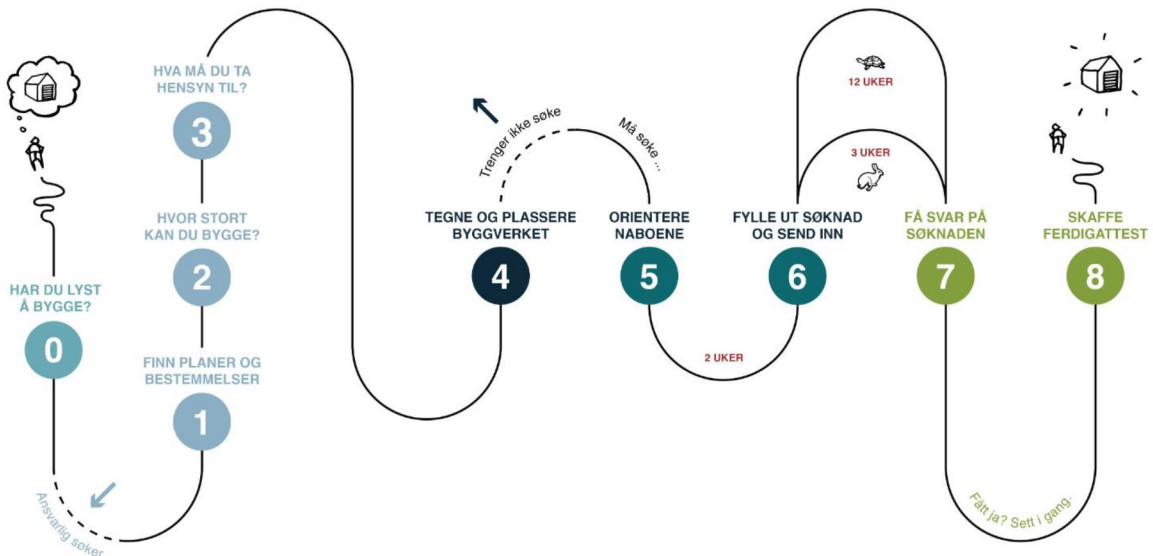 HAR DU LYST
Å BYGGE?
0
Ansvarlig søker
FINN PLANER OG
BESTEMMELSER
1
HVOR STORT
KAN DU BYGGE?
2
HVA MÅ DU TA
HENSYN TIL?
3
TEGNE OG PLASSERE
BYGGVERKET
4
Trenger ikke søke
Må søke ...
ORIENTERE
NABOENE
5
2 UKER
FYLLE UT SØKNAD
OG SEND INN
6
12 UKER
3 UKER
FÅ SVAR PÅ
SØKNADEN
7
Fått ja? Sett i gang.
SKAFFE
FERDIGATTEST
8